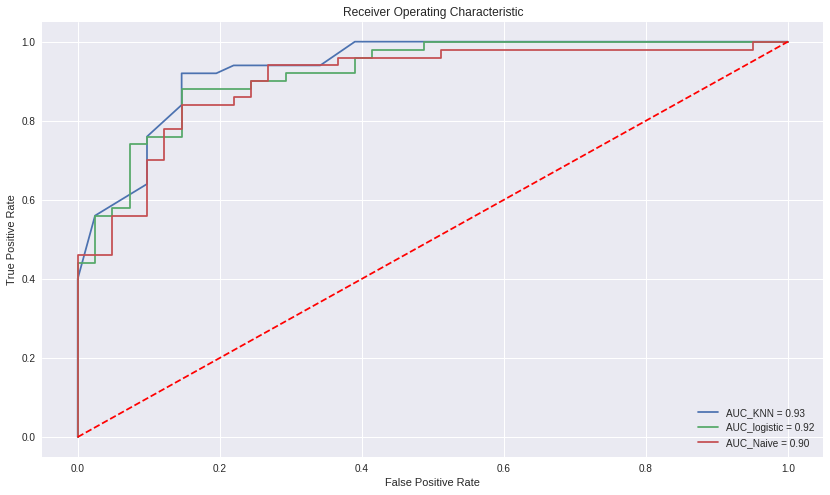 Receiver Operating Characteristic
True Positive Rate
1.0
0.8
0.6
0.4
0.2
0.0
AUC_KNN = 0.93
AUC_logistic = 0.92
AUC_Naive = 0.90
0.0 0.2 0.4 0.6 0.8 1.0
False Positive Rate